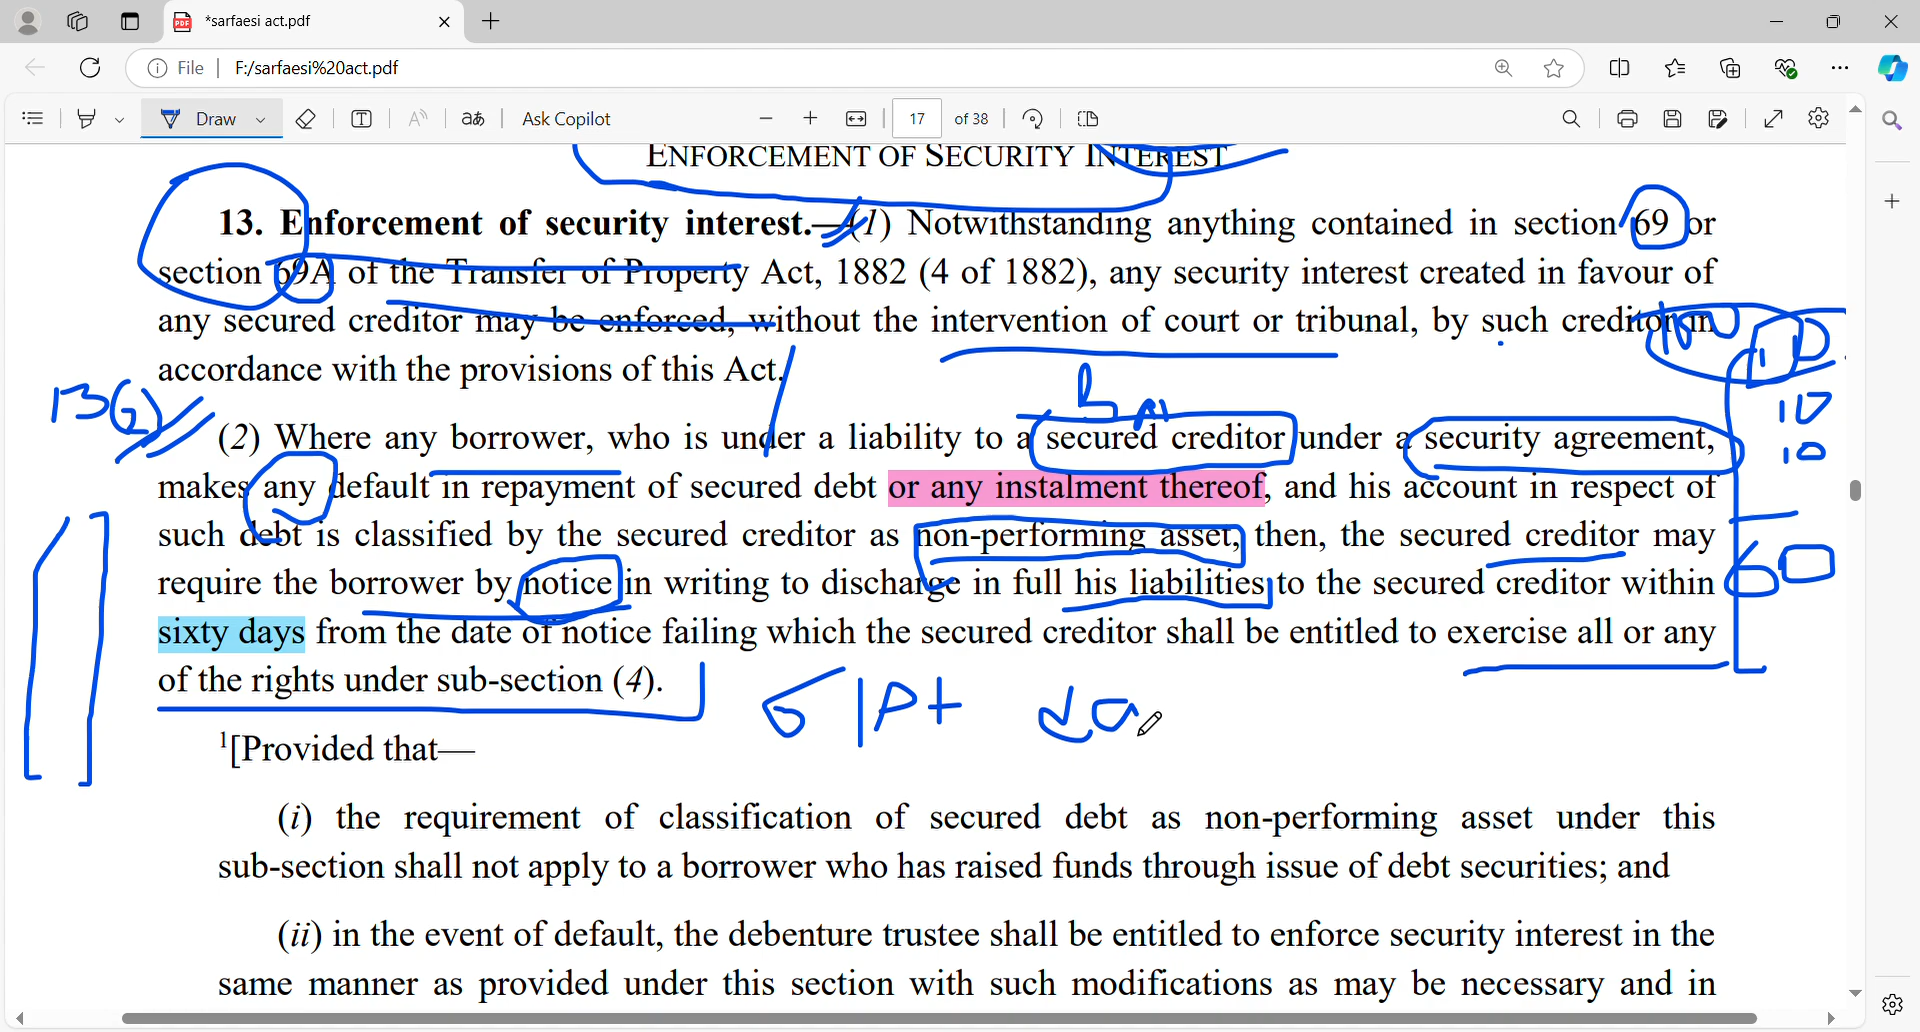 *sarfaesi act.pdf
File F:/sarfaesi%20act.pdf
Draw aあ Ask Copilot 17 of 38
ENFORCEMENT OF SECURITY INTEREST
13. Enforcement of security interest.—(1) Notwithstanding anything contained in section 69 or
section 69A of the Transfer of Property Act, 1882 (4 of 1882), any security interest created in favour of
any secured creditor may be enforced, without the intervention of court or tribunal, by such creditor in
accordance with the provisions of this Act.
13(2)
10
10
(2) Where any borrower, who is under a liability to a secured creditor under a security agreement,
makes any default in repayment of secured debt or any instalment thereof, and his account in respect of
such debt is classified by the secured creditor as non-performing asset, then, the secured creditor may
60
require the borrower by notice in writing to discharge in full his liabilities to the secured creditor within
sixty days from the date of notice failing which the secured creditor shall be entitled to exercise all or any
of the rights under sub-section (4).
1[Provided that—
(i) the requirement of classification of secured debt as non-performing asset under this
sub-section shall not apply to a borrower who has raised funds through issue of debt securities; and
(ii) in the event of default, the debenture trustee shall be entitled to enforce security interest in the
same manner as provided under this section with such modifications as may be necessary and in